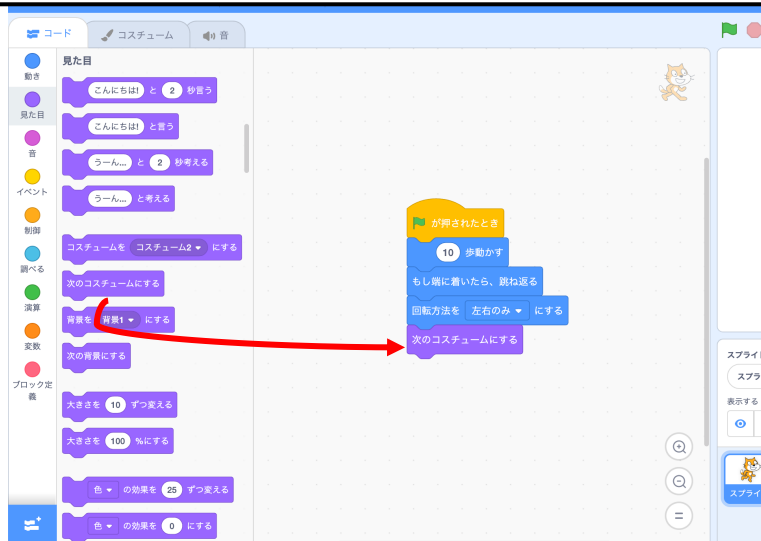 コード
コスチューム
音
動き
見た目
音
イベント
制御
調べる
演算
変数
ブロック定
義
見た目
こんにちは! と 2 秒言う
こんにちは! と言う
うーん... と 2 秒考える
うーん... と考える
コスチュームを コスチューム2 にする
次のコスチュームにする
背景を 背景1 にする
次の背景にする
大きさを 10 ずつ変える
大きさを 100 %にする
色 の効果を 25 ずつ変える
色 の効果を 0 にする
が押されたとき
10 歩動かす
もし端に着いたら、跳ね返る
回転方法を 左右のみ にする
次のコスチュームにする
スプライ
スプラ
表示する
スプライ